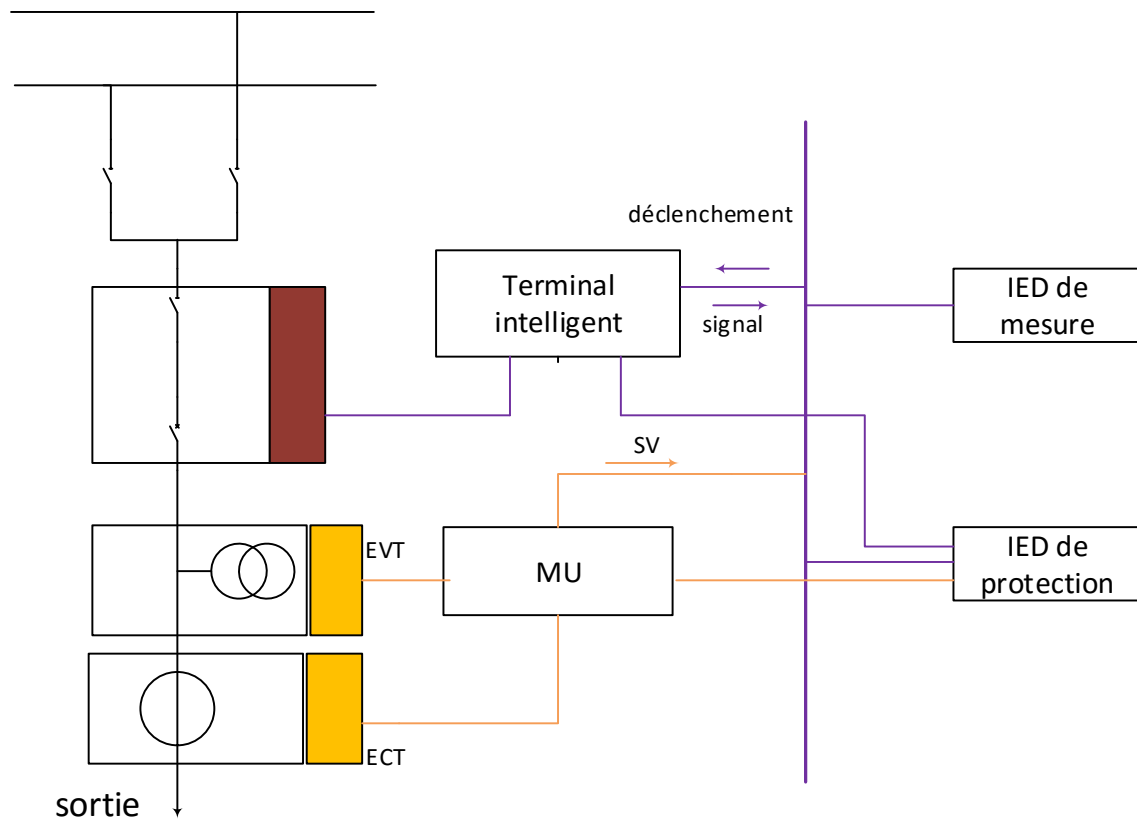 déclenchement
Terminal
intelligent
signal
IED de
mesure
SV
EVT
MU
IED de
protection
ECT
sortie